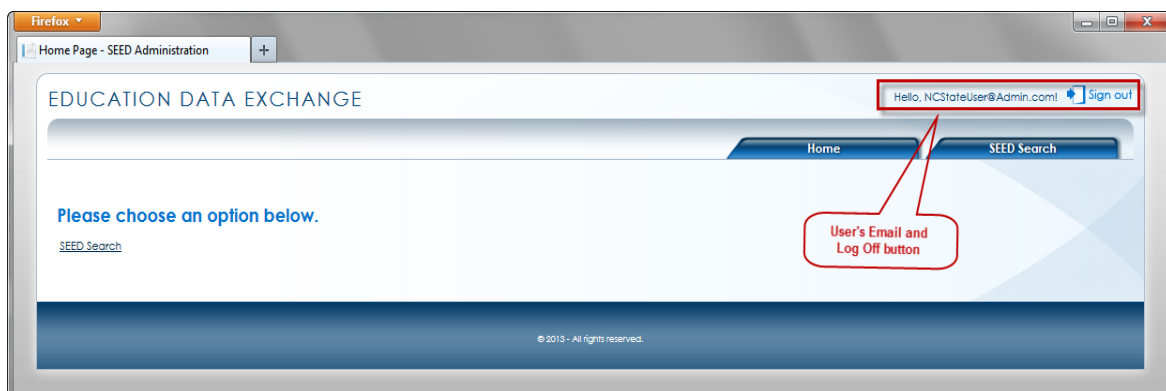 Firefox
Home Page - SEED Administration
EDUCATION DATA EXCHANGE
Hello, NCStateUser@Admin.com! Sign out
Home SEED Search
Please choose an option below.
SEED Search
User's Email and
Log Off button
© 2013 - All rights reserved.